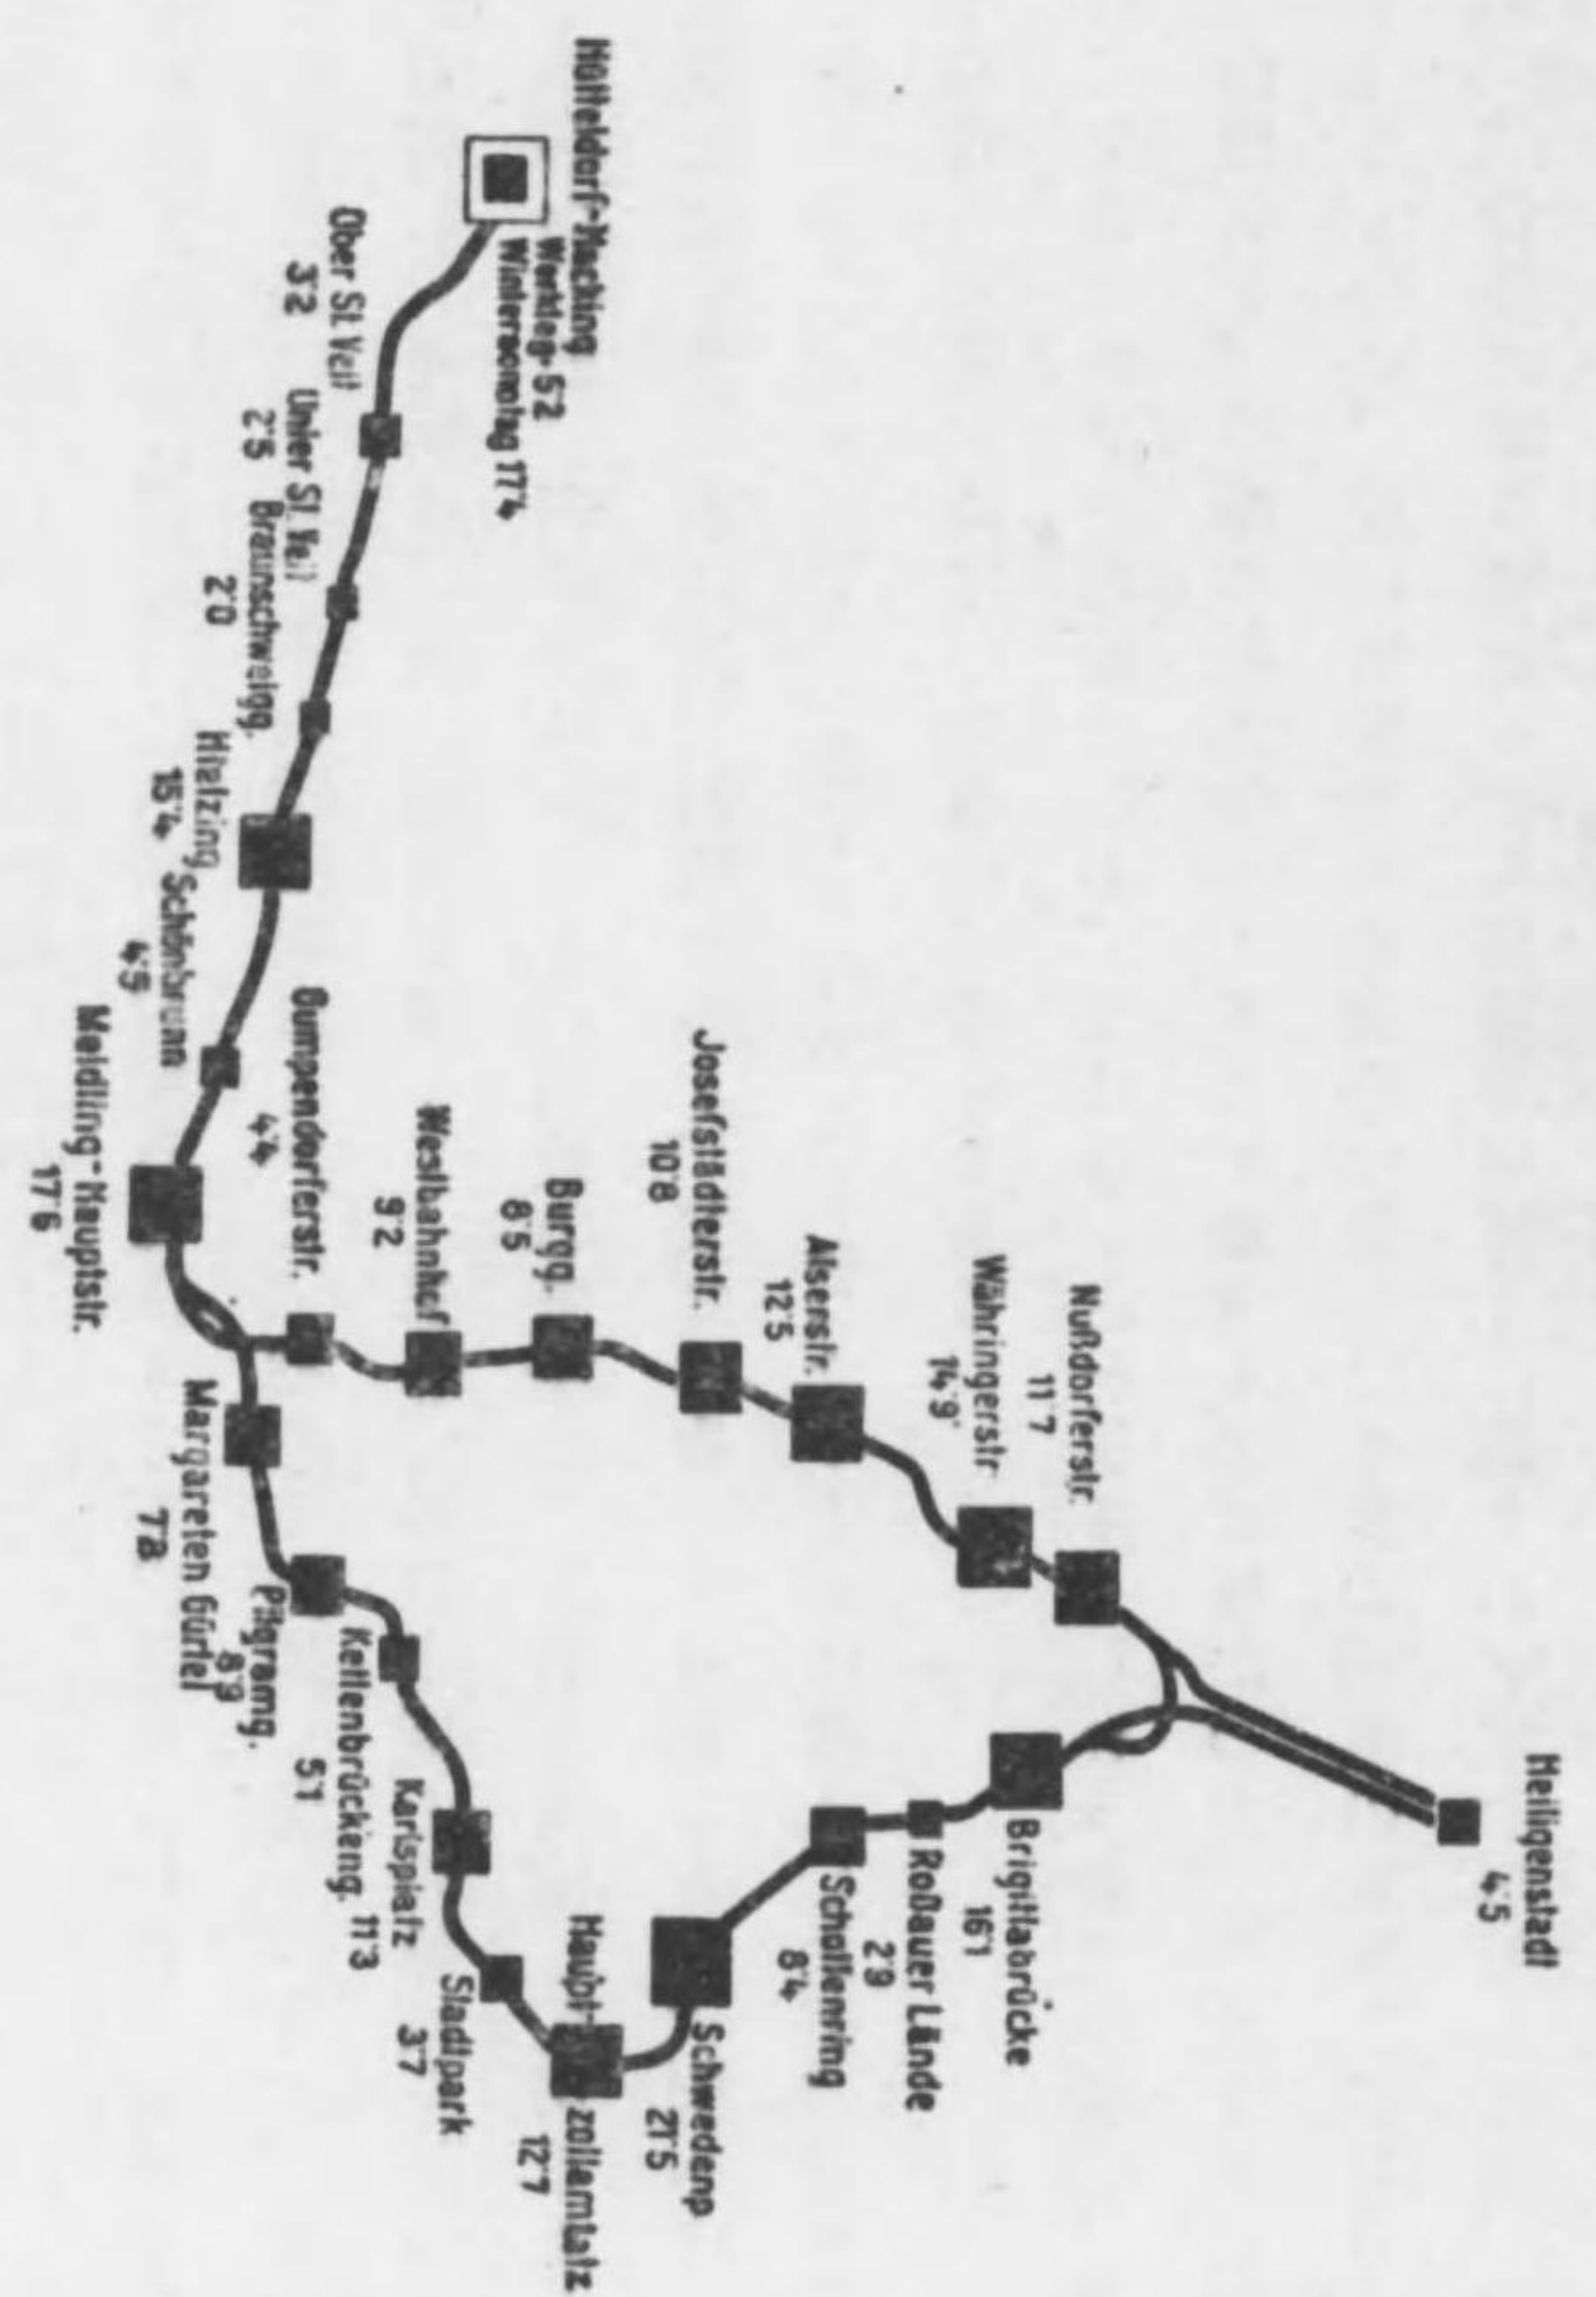 Hütteldorf-Hacking
Werktag 5'2
Wintersonntag 17'4
Ober St. Veit
3'2
Unter St. Veit
2'5
Braunschweigg.
2'0
Hietzing
15'4
Schönbrunn
4'5
Meidling-Hauptstr.
17'6
Gumpendorferstr.
4'4
Westbahnhof
9'2
Burgg.
8'5
Josefstädterstr.
10'8
Alserstr.
12'5
Währingerstr
14'9
Nußdorferstr.
11'7
Heiligenstadt
4'5
Brigittabrücke
16'1
Roßauer Lände
2'9
Schottenring
8'4
Schwedenp
21'5
Haupt-zollamtatz
12'7
Stadtpark
3'7
Karlsplatz
11'3
Kettenbrückeng.
5'1
Pilgramg.
8'9
Margareten Gürtel
7'8